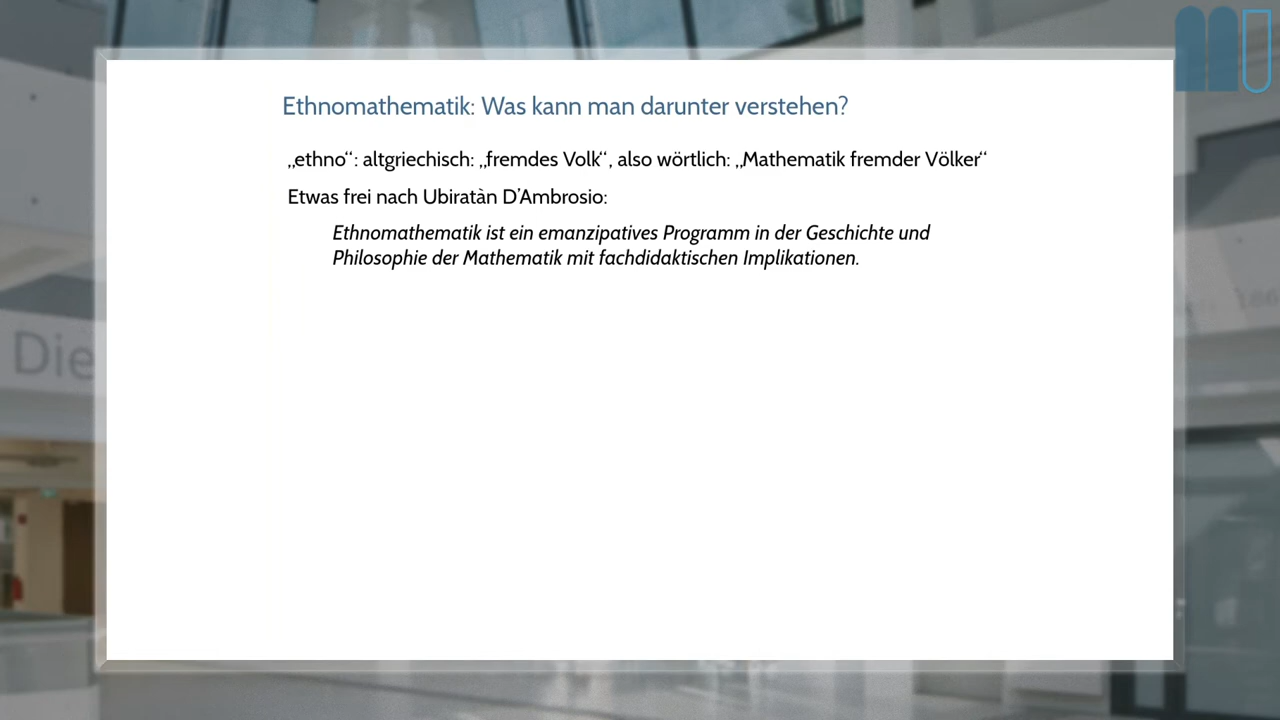 Ethnomathematik: Was kann man darunter verstehen?
„ethno“: altgriechisch: „fremdes Volk“, also wörtlich: „Mathematik fremder Völker“
Etwas frei nach Ubiratàn D’Ambrosio:
Ethnomathematik ist ein emanzipatives Programm in der Geschichte und
Philosophie der Mathematik mit fachdidaktischen Implikationen.
Die